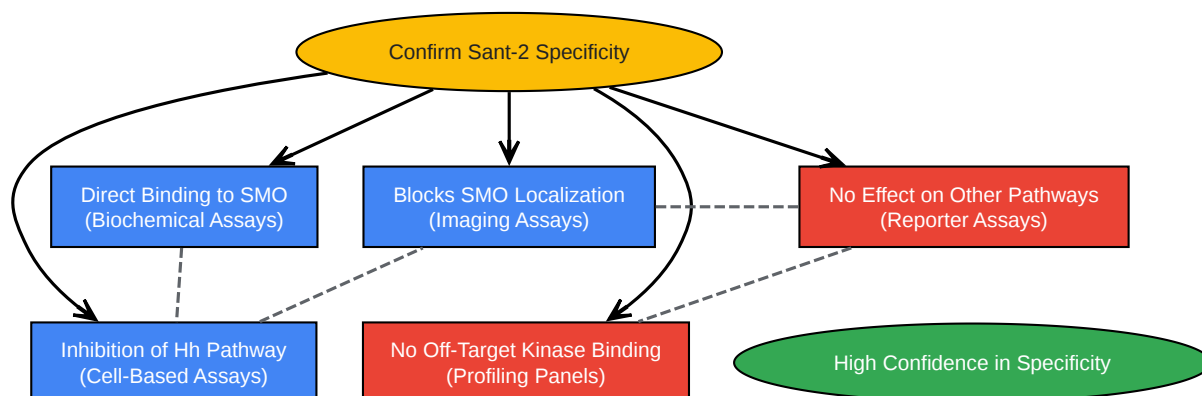 Confirm Sant-2 Specificity
Direct Binding to SMO
(Biochemical Assays)
Blocks SMO Localization
(Imaging Assays)
No Effect on Other Pathways
(Reporter Assays)
Inhibition of Hh Pathway
(Cell-Based Assays)
No Off-Target Kinase Binding
(Profiling Panels)
High Confidence in Specificity